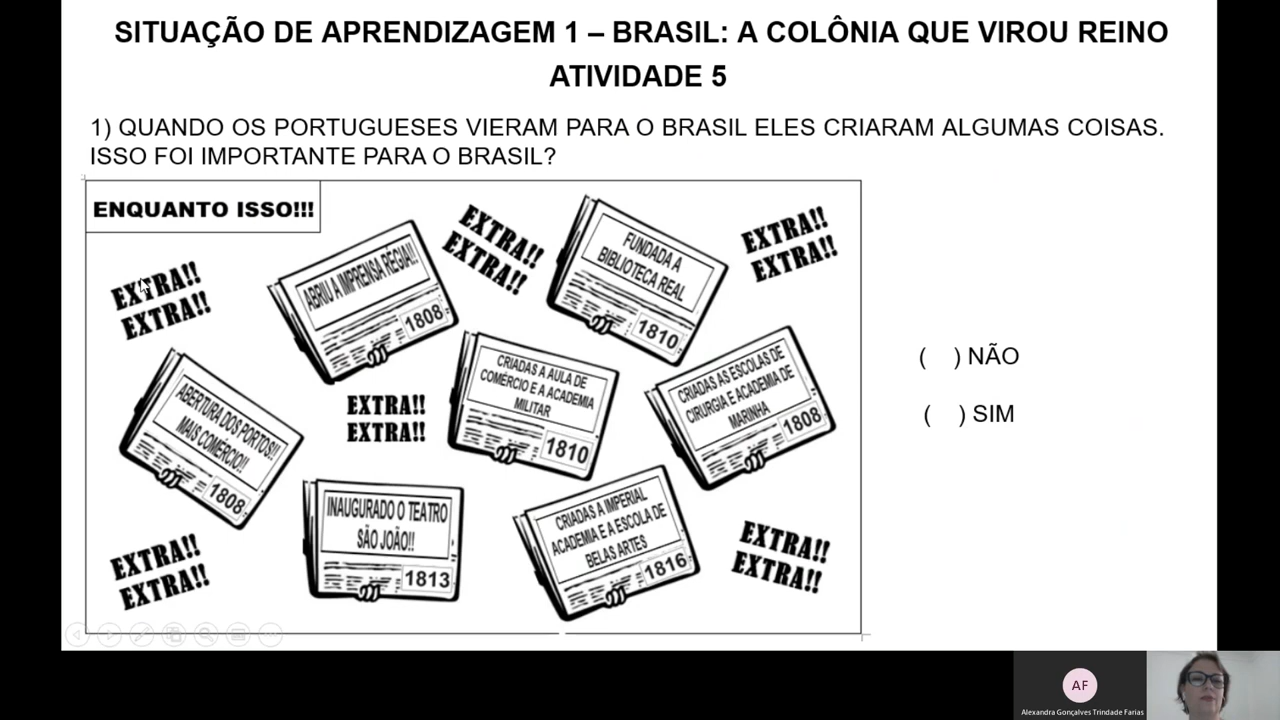 SITUAÇÃO DE APRENDIZAGEM 1 – BRASIL: A COLÔNIA QUE VIROU REINO
ATIVIDADE 5
1) QUANDO OS PORTUGUESES VIERAM PARA O BRASIL ELES CRIARAM ALGUMAS COISAS.
ISSO FOI IMPORTANTE PARA O BRASIL?
ENQUANTO ISSO!!!
EXTRA!!
EXTRA!!
ABRIU A IMPRENSA RÉGIA!!
1808
EXTRA!!
EXTRA!!
FUNDADA A
BIBLIOTECA REAL
1810
EXTRA!!
EXTRA!!
ABERTURA DOS PORTOS!!
MAIS COMÉRCIO!!
1808
EXTRA!!
EXTRA!!
CRIADAS A AULA DE
COMÉRCIO E A ACADEMIA
MILITAR
1810
CRIADAS AS ESCOLAS DE
CIRURGIA E ACADEMIA DE
MARINHA
1808
( ) NÃO
( ) SIM
EXTRA!!
EXTRA!!
INAUGURADO O TEATRO
SÃO JOÃO!!
1813
CRIADAS A IMPERIAL
ACADEMIA E A ESCOLA DE
BELAS ARTES
1816
EXTRA!!
EXTRA!!
AF
Alexandra Gonçalves Trindade Farias